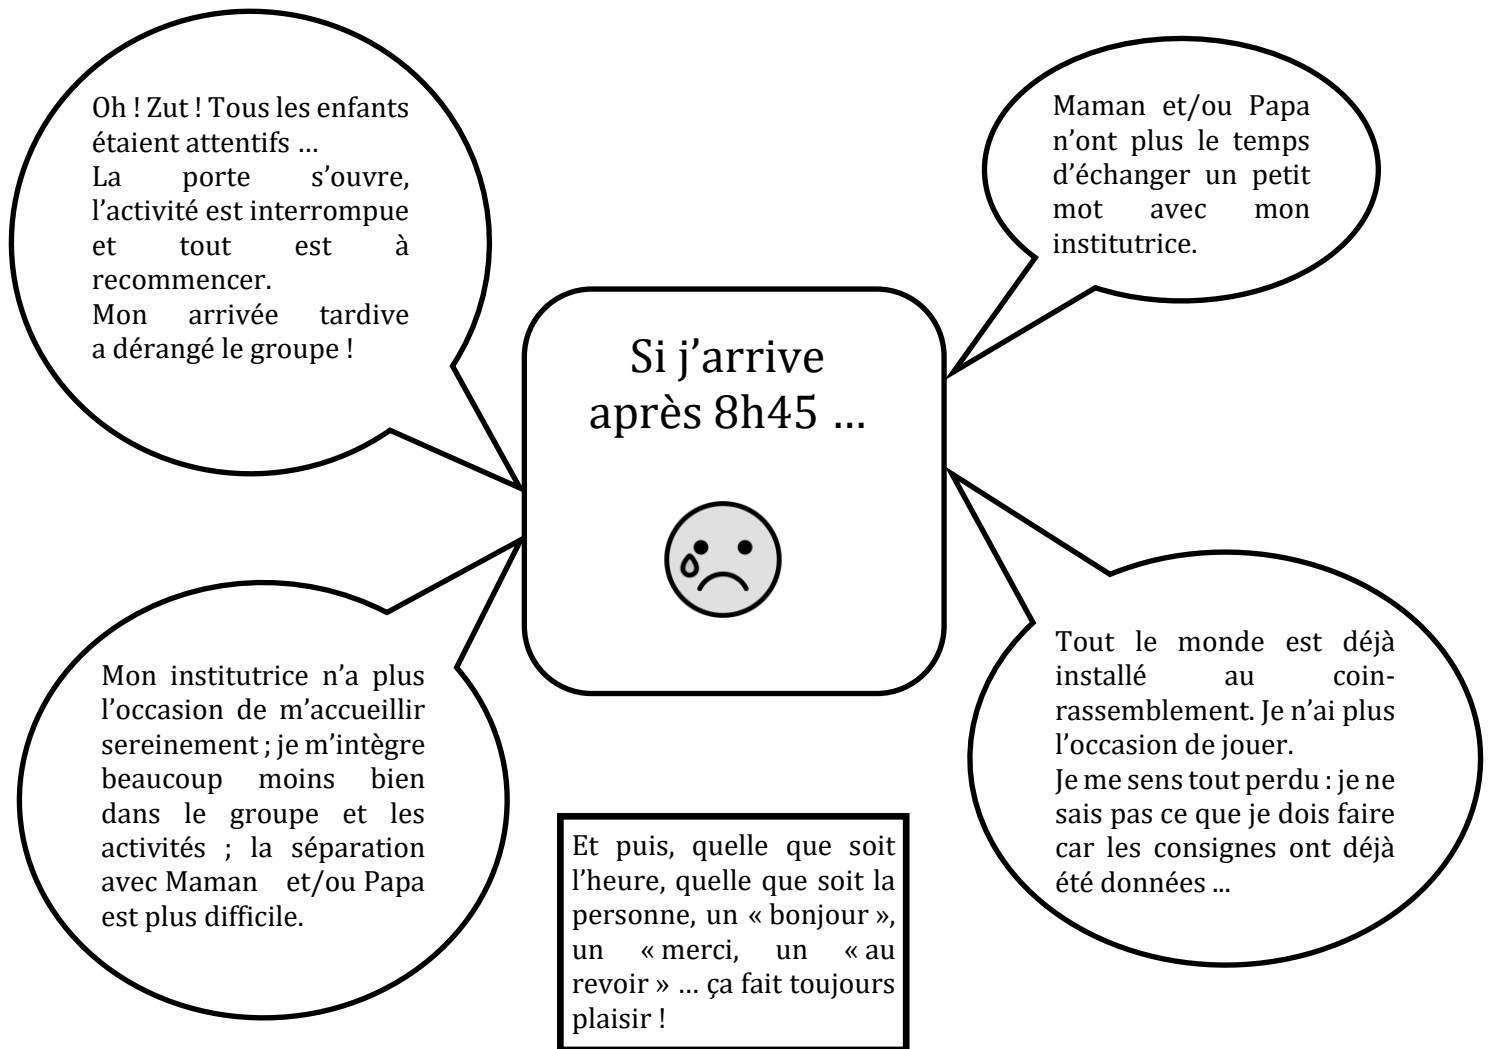 Oh ! Zut ! Tous les enfants
étaient attentifs …
La porte s’ouvre,
l’activité est interrompue
et tout est à
recommencer.
Mon arrivée tardive
a dérangé le groupe !
Maman et/ou Papa
n’ont plus le temps
d’échanger un petit
mot avec mon
institutrice.
Si j’arrive
après 8h45 …
Mon institutrice n’a plus
l’occasion de m’accueillir
sereinement ; je m’intègre
beaucoup moins bien
dans le groupe et les
activités ; la séparation
avec Maman et/ou Papa
est plus difficile.
Tout le monde est déjà
installé au coin-
rassemblement. Je n’ai plus
l’occasion de jouer.
Je me sens tout perdu : je ne
sais pas ce que je dois faire
car les consignes ont déjà
été données ...
Et puis, quelle que soit
l’heure, quelle que soit la
personne, un « bonjour »,
un « merci, un « au
revoir » … ça fait toujours
plaisir !